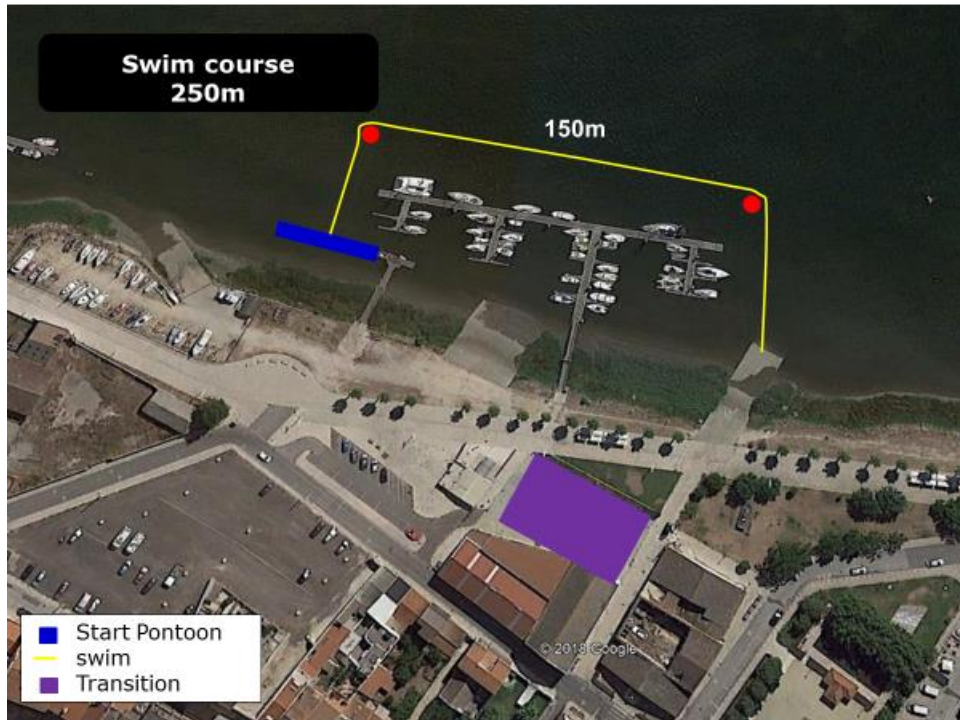 Swim course
250m
150m
© 2018 Google
Start Pontoon
swim
Transition